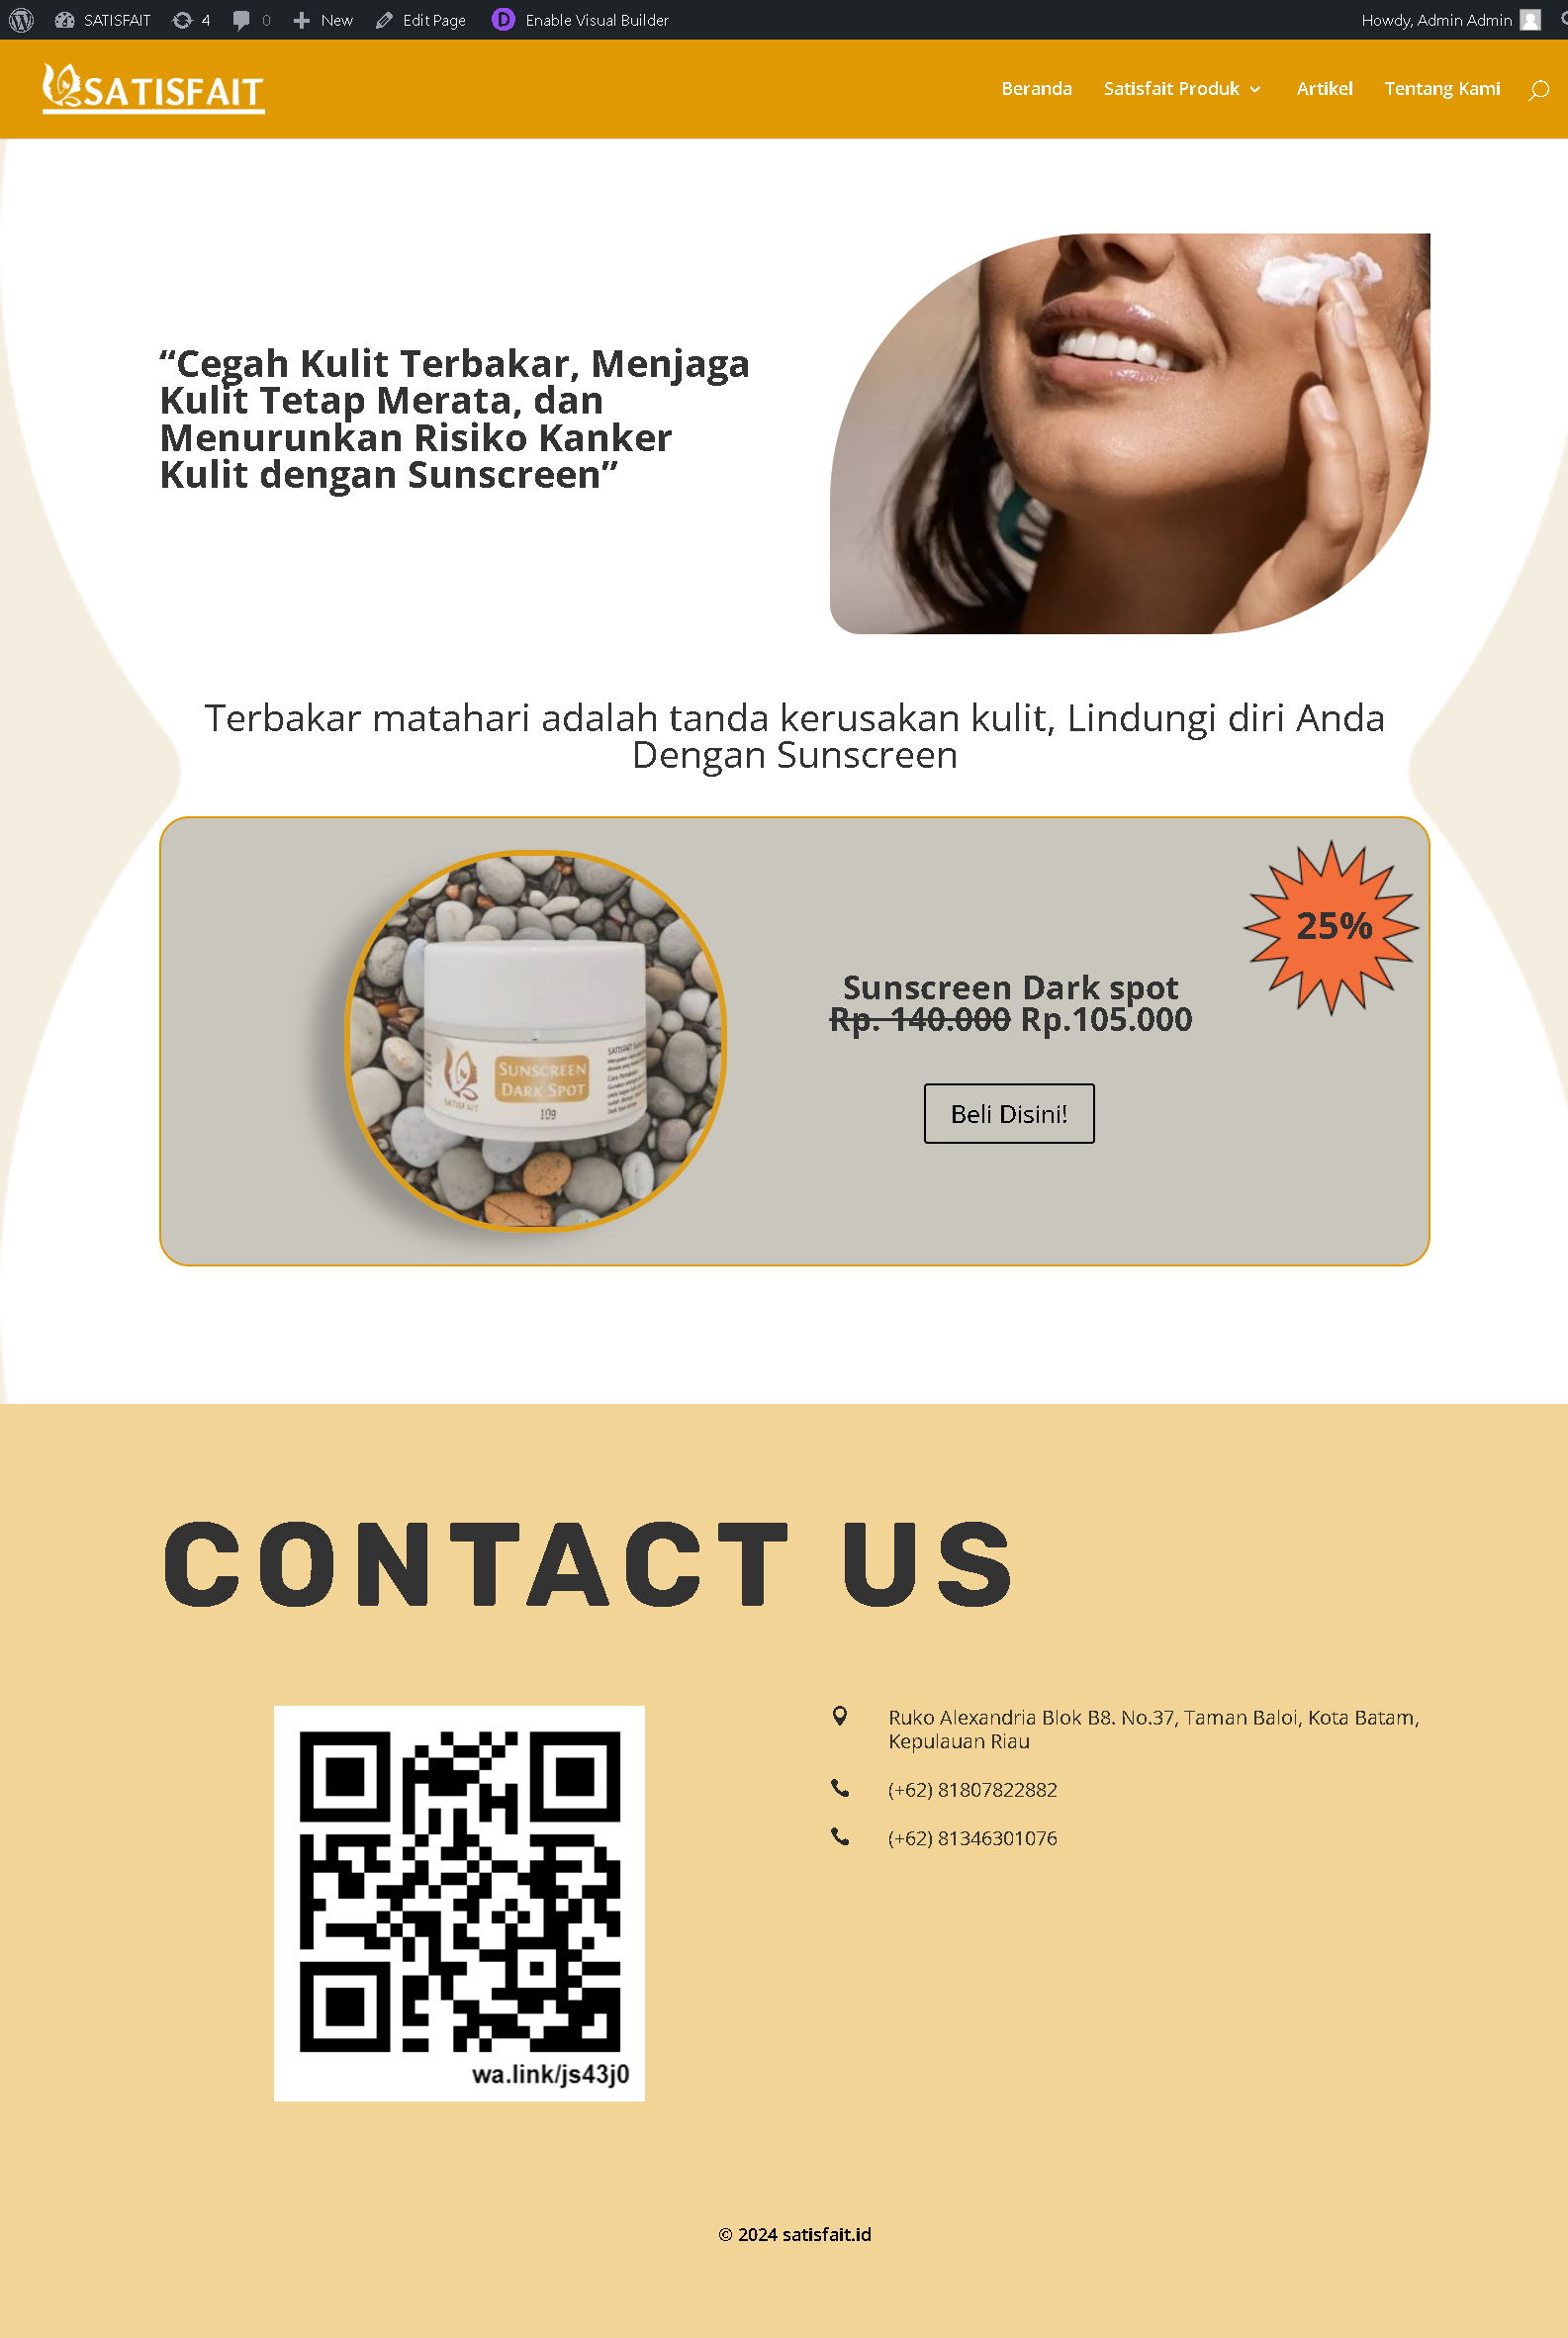 SATISFAIT 4 0 New Edit Page D Enable Visual Builder Howdy, Admin Admin
SATISFAIT Beranda Satisfait Produk Artikel Tentang Kami
“Cegah Kulit Terbakar, Menjaga
Kulit Tetap Merata, dan
Menurunkan Risiko Kanker
Kulit dengan Sunscreen”
Terbakar matahari adalah tanda kerusakan kulit, Lindungi diri Anda
Dengan Sunscreen
25%
SUNSCREEN
DARK SPOT
SATISFAIT
10g
Sunscreen Dark spot
Rp. 140.000 Rp.105.000
Beli Disini!
CONTACT US
wa.link/js43j0
Ruko Alexandria Blok B8. No.37, Taman Baloi, Kota Batam,
Kepulauan Riau
(+62) 81807822882
(+62) 81346301076
© 2024 satisfait.id